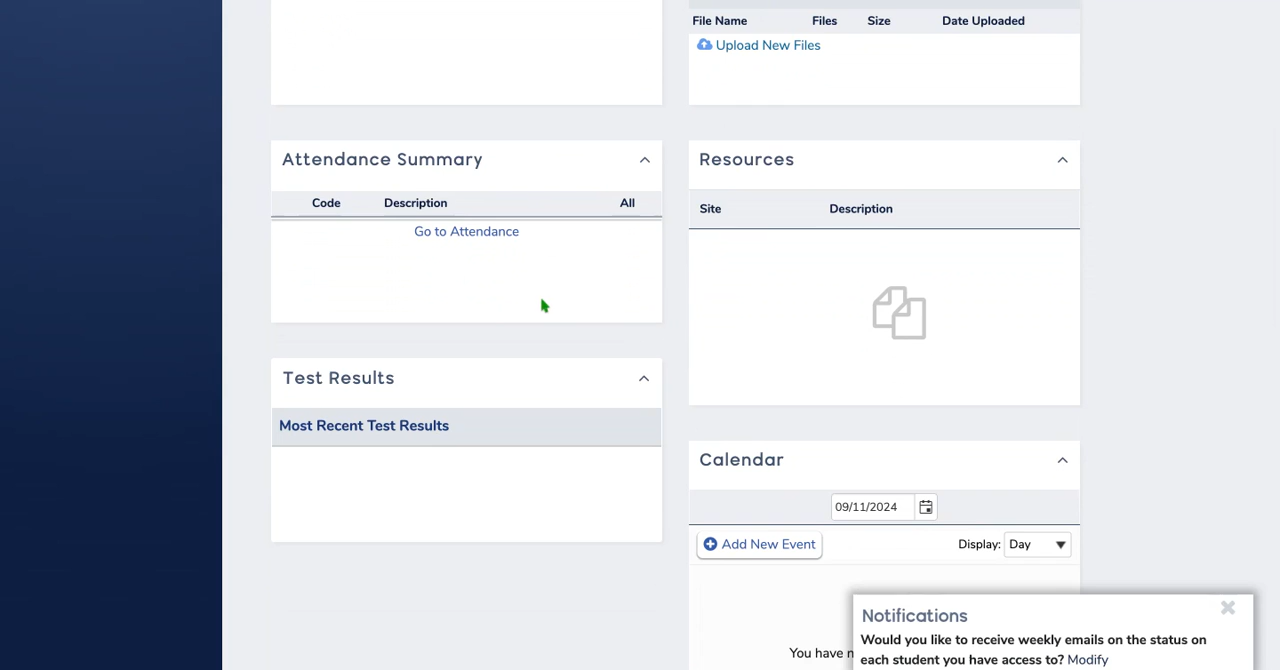 File Name Files Size Date Uploaded
Upload New Files
Attendance Summary
Code Description All
Go to Attendance
Resources
Site Description
Test Results
Most Recent Test Results
Calendar
09/11/2024
Add New Event Display: Day
You have
Notifications
Would you like to receive weekly emails on the status on
each student you have access to? Modify